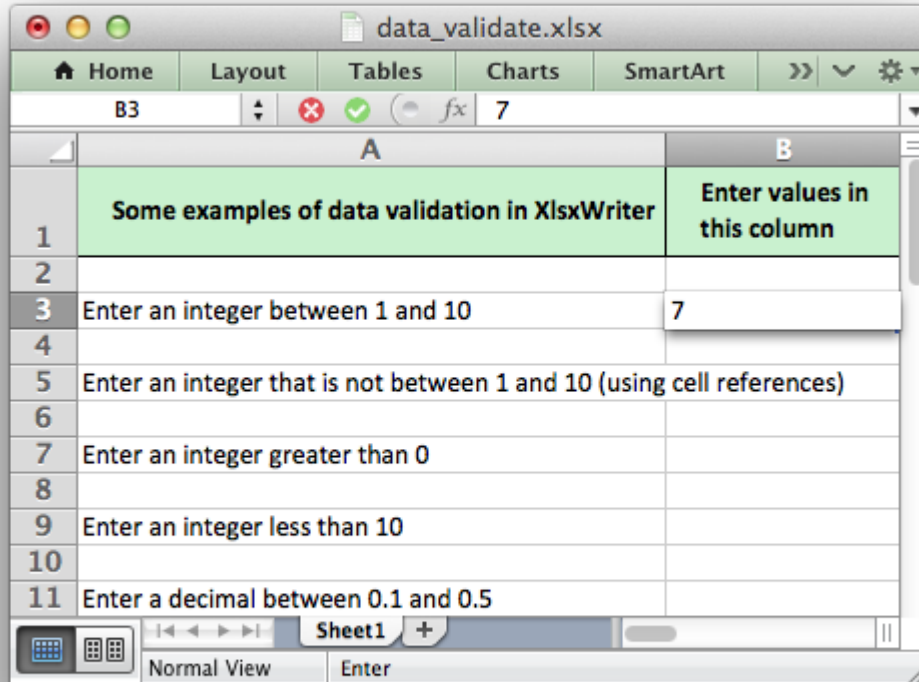 data_validate.xlsx
Home Layout Tables Charts SmartArt
B3 fx 7
A B
1 Some examples of data validation in XlsxWriter Enter values in
this column
2
3 Enter an integer between 1 and 10 7
4
5 Enter an integer that is not between 1 and 10 (using cell references)
6
7 Enter an integer greater than 0
8
9 Enter an integer less than 10
10
11 Enter a decimal between 0.1 and 0.5
Sheet1 +
Normal View Enter